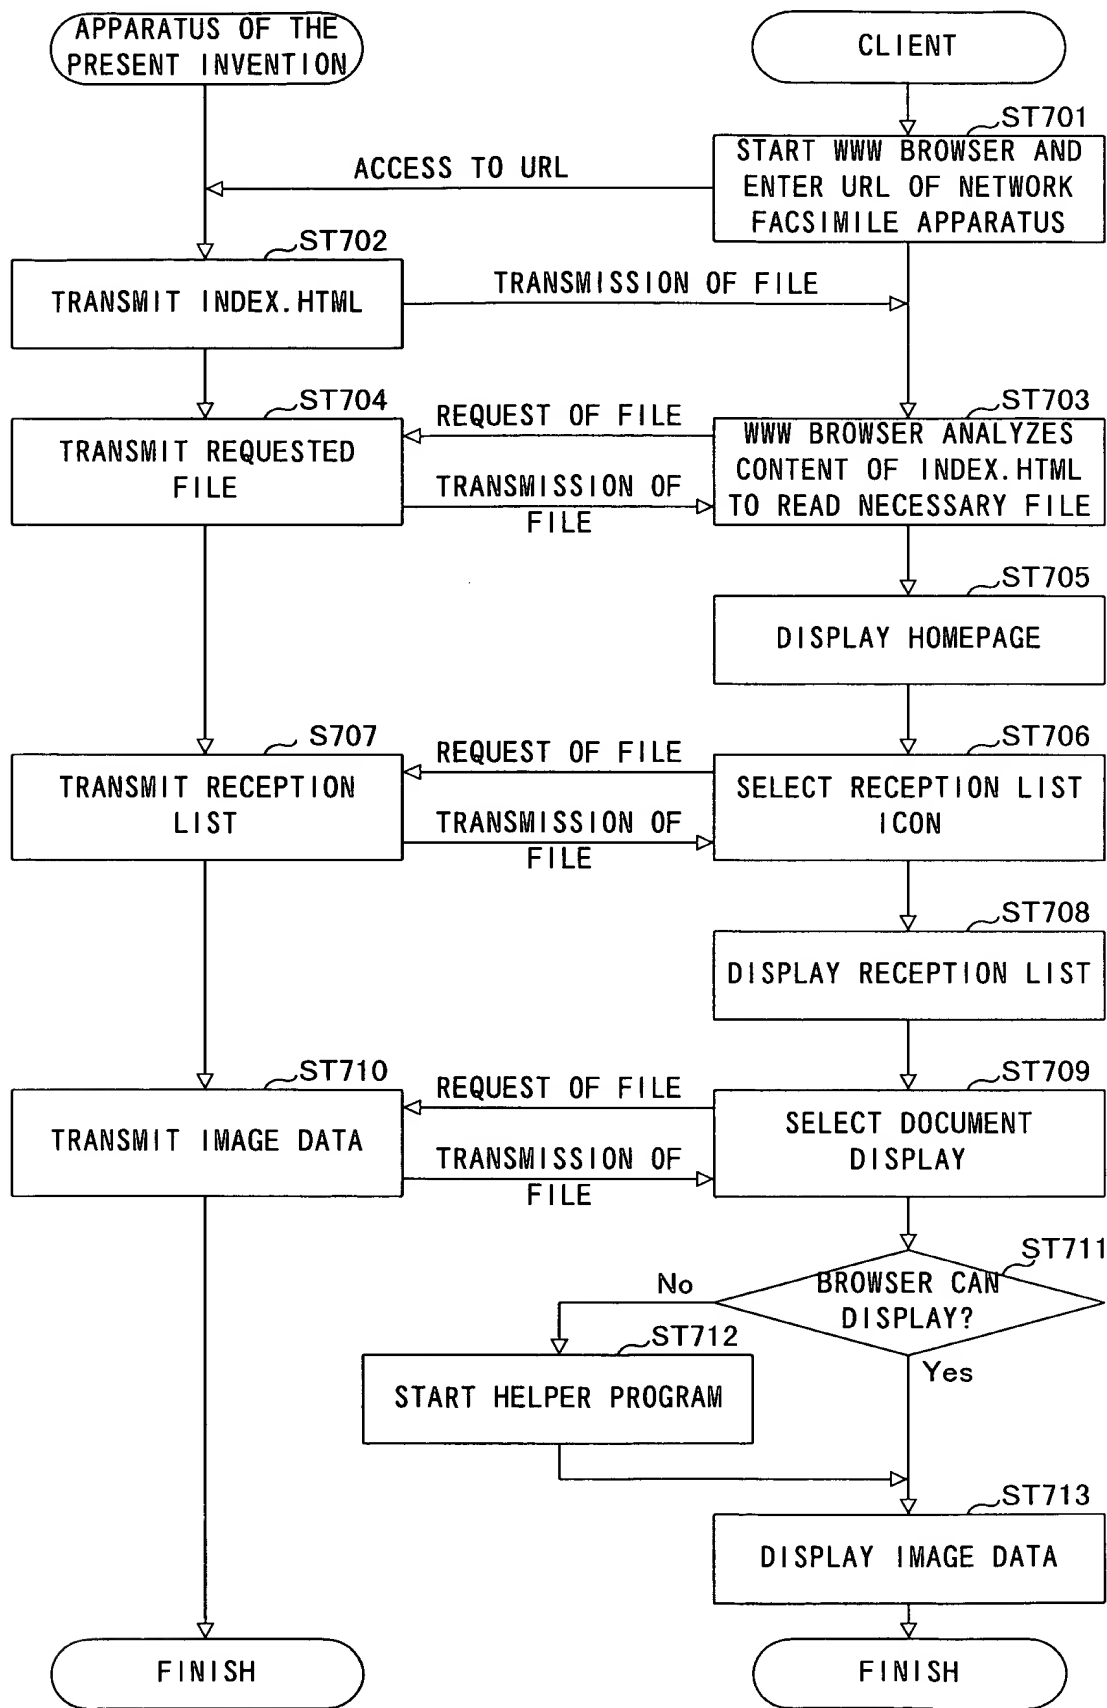 APPARATUS OF THE
PRESENT INVENTION
CLIENT
ST701
START WWW BROWSER AND
ENTER URL OF NETWORK
FACSIMILE APPARATUS
ACCESS TO URL
ST702
TRANSMIT INDEX.HTML
TRANSMISSION OF FILE
ST704
TRANSMIT REQUESTED
FILE
REQUEST OF FILE
TRANSMISSION OF
FILE
ST703
WWW BROWSER ANALYZES
CONTENT OF INDEX.HTML
TO READ NECESSARY FILE
ST705
DISPLAY HOMEPAGE
S707
TRANSMIT RECEPTION
LIST
REQUEST OF FILE
TRANSMISSION OF
FILE
ST706
SELECT RECEPTION LIST
ICON
ST708
DISPLAY RECEPTION LIST
ST710
TRANSMIT IMAGE DATA
REQUEST OF FILE
TRANSMISSION OF
FILE
ST709
SELECT DOCUMENT
DISPLAY
ST711
BROWSER CAN
DISPLAY?
No
Yes
ST712
START HELPER PROGRAM
ST713
DISPLAY IMAGE DATA
FINISH
FINISH